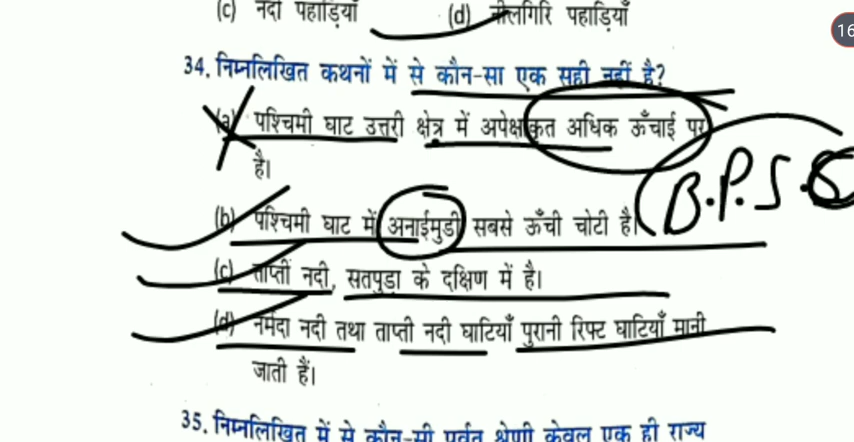 (c) नंदी पहाड़ियाँ (d) नीलगिरि पहाड़ियाँ
16
34. निम्नलिखित कथनों में से कौन-सा एक सही नहीं है?
(a) पश्चिमी घाट उत्तरी क्षेत्र में अपेक्षाकृत अधिक ऊँचाई पर
है।
B.P.S.C
(b) पश्चिमी घाट में अनाईमुडी सबसे ऊँची चोटी है।
(c) ताप्ती नदी, सतपुड़ा के दक्षिण में है।
(d) नर्मदा नदी तथा ताप्ती नदी घाटियाँ पुरानी रिफ्ट घाटियाँ मानी
जाती हैं।
35. निम्नलिखित में से कौन-सी पर्वत श्रेणी केवल एक ही राज्य